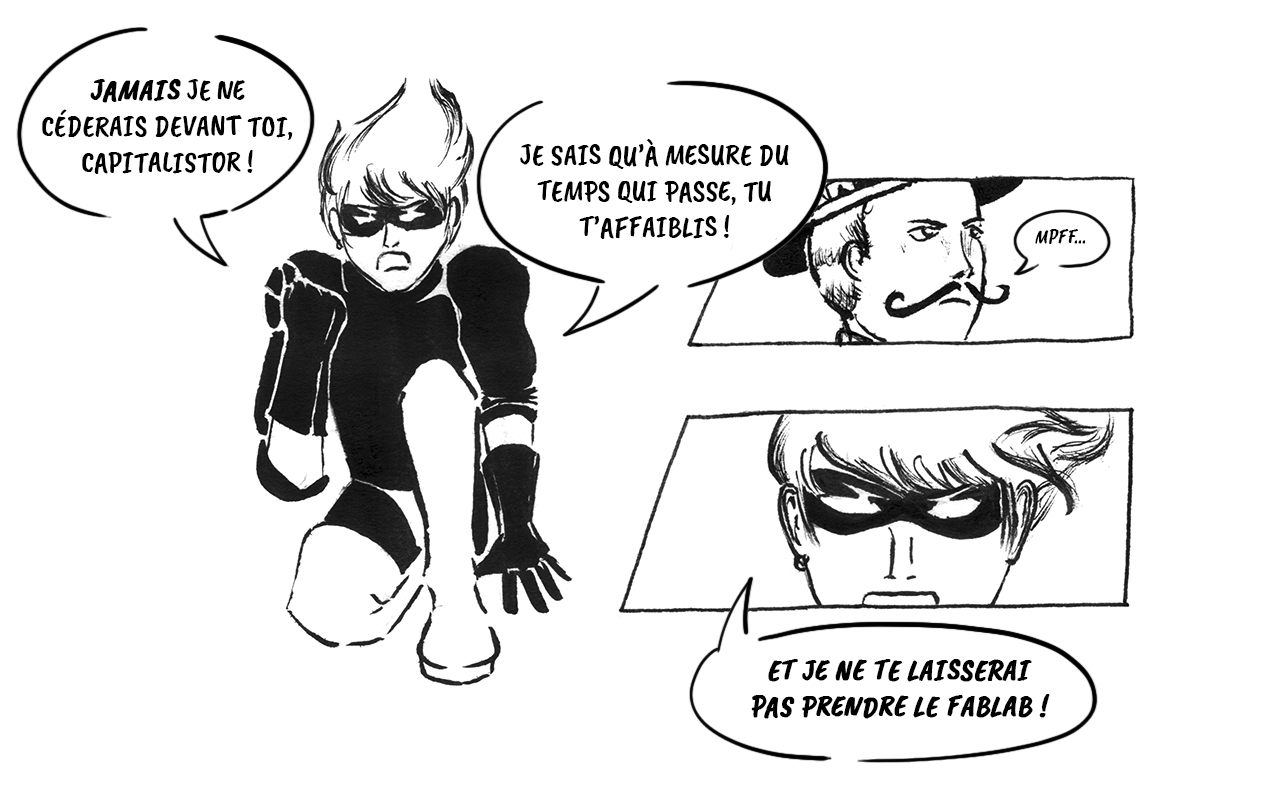 JAMAIS JE NE
CÉDERAIS DEVANT TOI,
CAPITALISTOR !
JE SAIS QU'À MESURE DU
TEMPS QUI PASSE, TU
T'AFFAIBLIS !
MPFF...
ET JE NE TE LAISSERAI
PAS PRENDRE LE FABLAB !